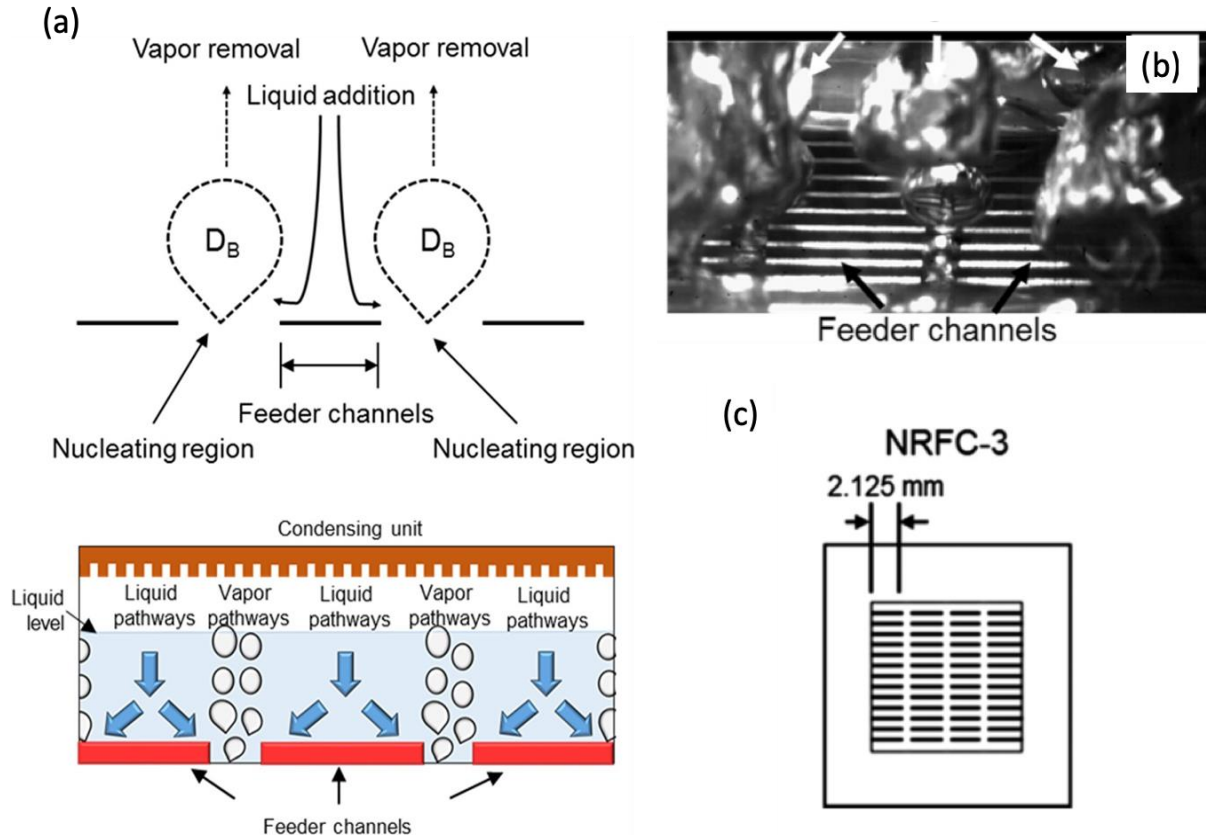 (a)
Vapor removal
Vapor removal
Liquid addition
D_B
D_B
Feeder channels
Nucleating region
Nucleating region
Condensing unit
Liquid level
Liquid pathways
Vapor pathways
Liquid pathways
Vapor pathways
Liquid pathways
Feeder channels
(b)
Feeder channels
(c)
NRFC-3
2.125 mm